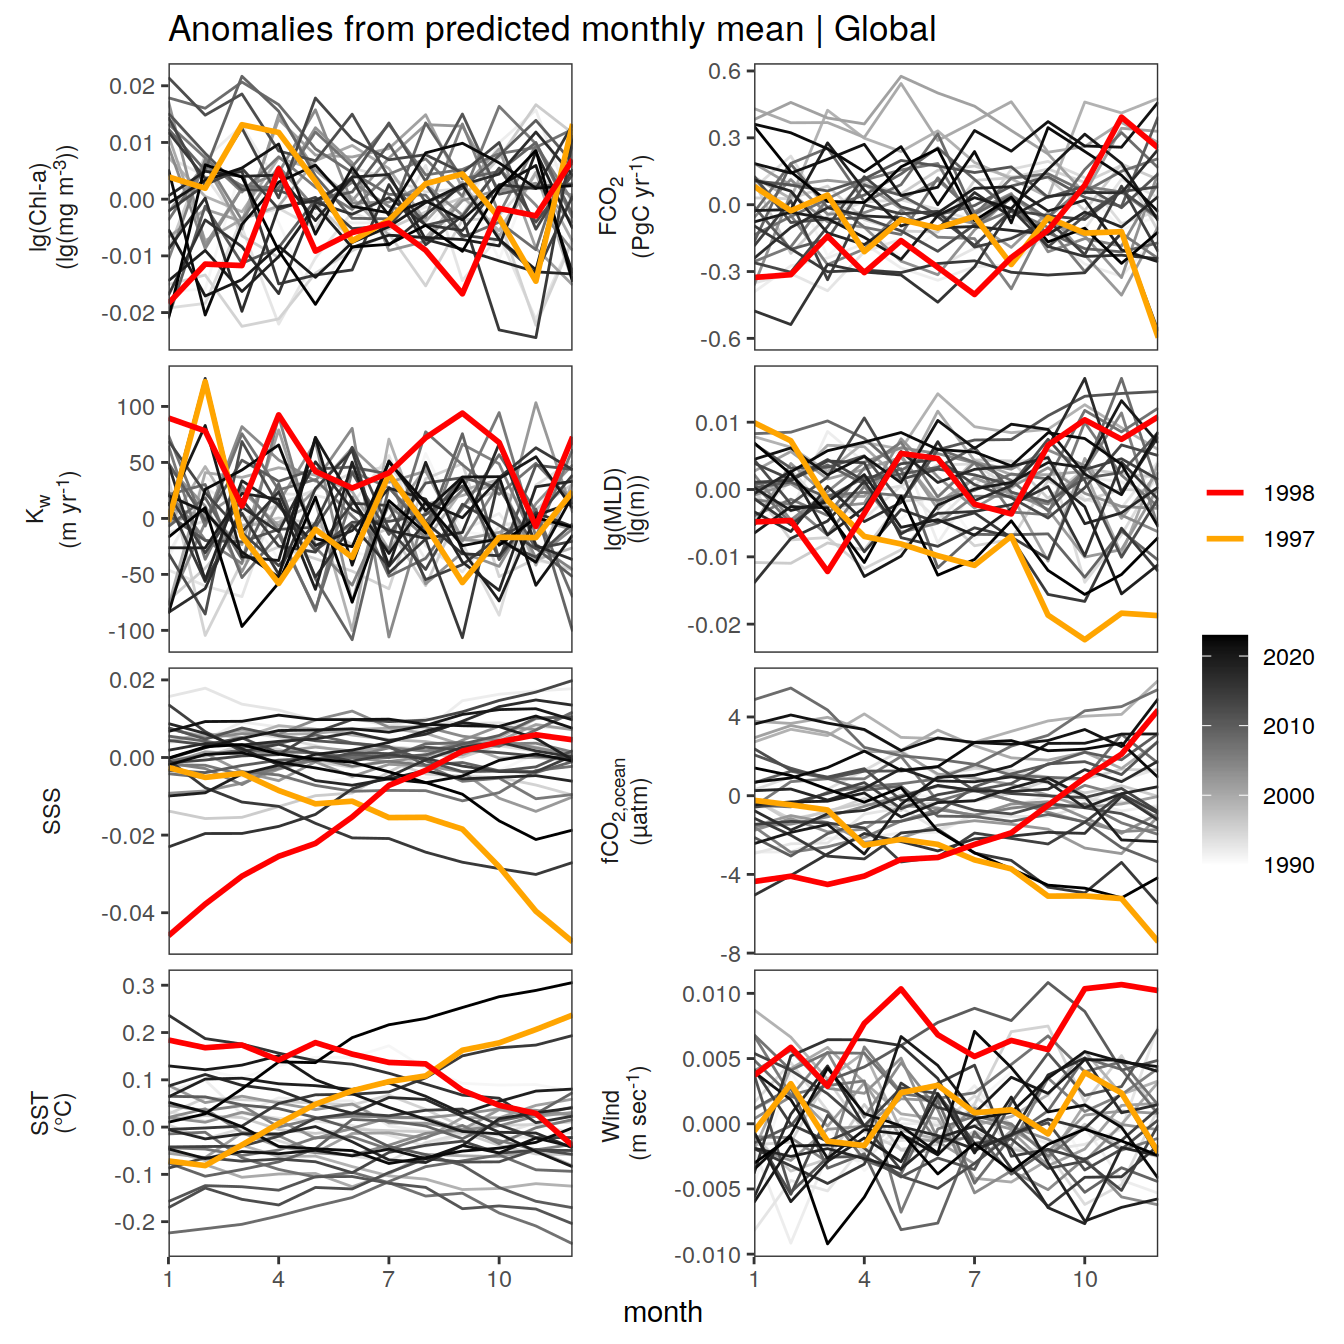 Anomalies from predicted monthly mean | Global
lg(Chl-a)
(lg(mg m⁻³))
0.02
0.01
0.00
-0.01
-0.02
FCO₂
(PgC yr⁻¹)
0.6
0.3
0.0
-0.3
-0.6
K_w
(m yr⁻¹)
100
50
0
-50
-100
lg(MLD)
(lg(m))
0.01
0.00
-0.01
-0.02
SSS
0.02
0.00
-0.02
-0.04
fCO₂,ocean
(µatm)
4
0
-4
-8
SST
(°C)
0.3
0.2
0.1
0.0
-0.1
-0.2
1 4 7 10
Wind
(m sec⁻¹)
0.010
0.005
0.000
-0.005
-0.010
1 4 7 10
month
1998
1997
2020
2010
2000
1990